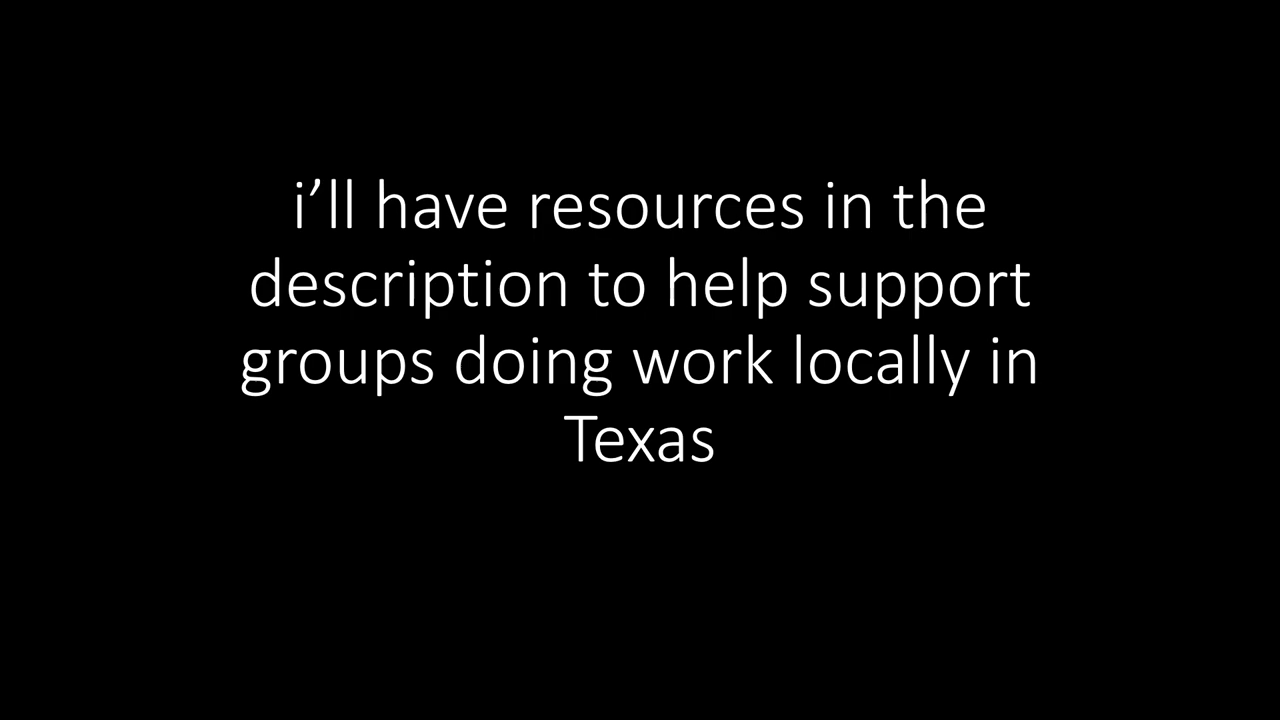 i’ll have resources in the
description to help support
groups doing work locally in
Texas